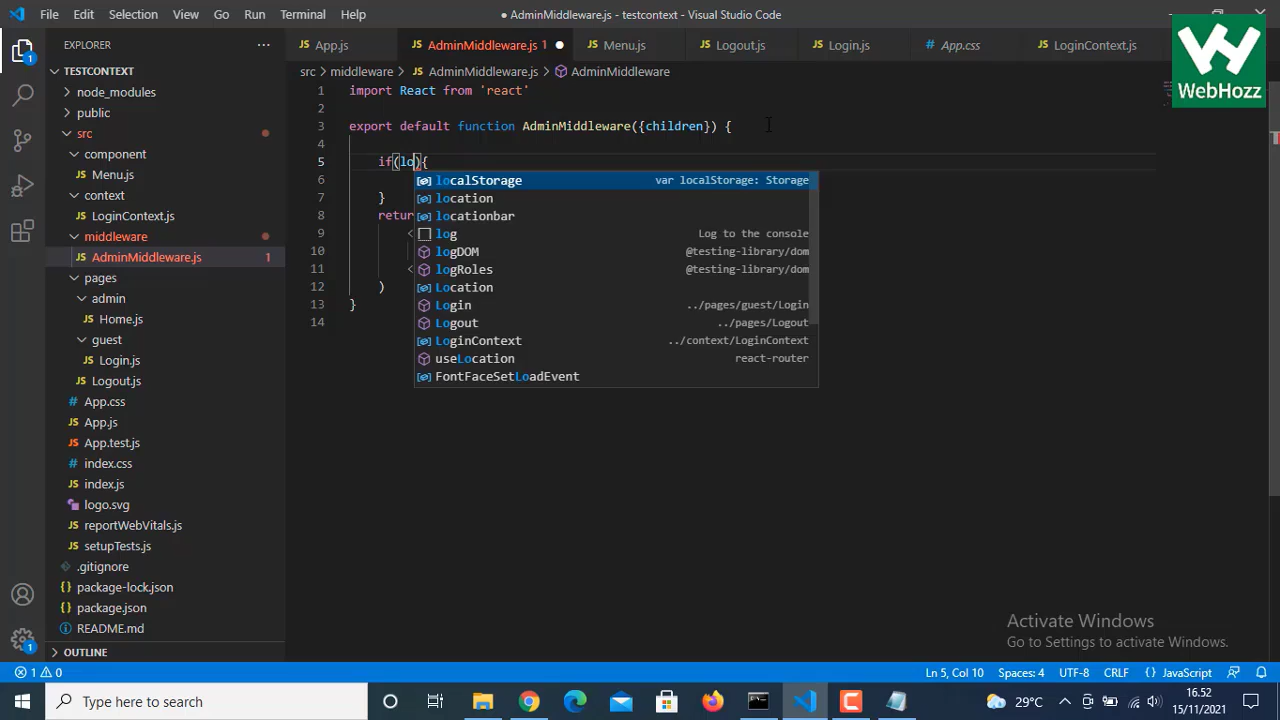 File Edit Selection View Go Run Terminal Help
● AdminMiddleware.js - testcontext - Visual Studio Code
WebHozz
EXPLORER
App.js
AdminMiddleware.js 1
Menu.js
Logout.js
Login.js
App.css
LoginContext.js
TESTCONTEXT
src > middleware > JS AdminMiddleware.js > AdminMiddleware
node_modules
public
src
component
Menu.js
context
LoginContext.js
middleware
AdminMiddleware.js 1
pages
admin
Home.js
guest
Login.js
Logout.js
App.css
App.js
App.test.js
index.css
index.js
logo.svg
reportWebVitals.js
setupTests.js
.gitignore
package-lock.json
package.json
README.md
OUTLINE
1 import React from 'react'
2
3 export default function AdminMiddleware({children}) {
4
5 if(lo){
6
7 }
8 retur
9 <
10
11 <
12 )
13 }
14
localStorage var localStorage: Storage
location
locationbar
log Log to the console
logDOM @testing-library/dom
logRoles @testing-library/dom
Location
Login ../pages/guest/Login
Logout ../pages/Logout
LoginContext ../context/LoginContext
useLocation react-router
FontFaceSetLoadEvent
Activate Windows
Go to Settings to activate Windows.
1 0
Ln 5, Col 10 Spaces: 4 UTF-8 CRLF {} JavaScript
Type here to search
29°C
16.52
15/11/2021